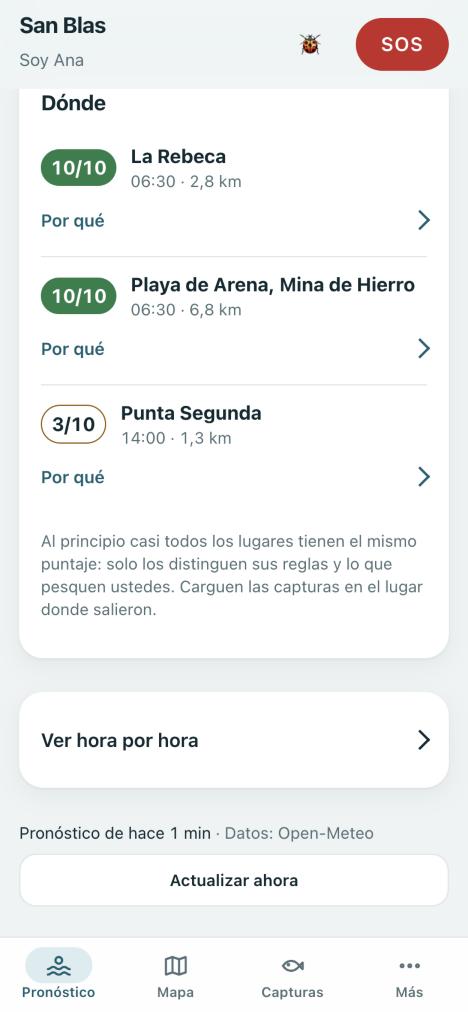 San Blas
Soy Ana
SOS
Dónde
10/10
La Rebeca
06:30 · 2,8 km
Por qué
10/10
Playa de Arena, Mina de Hierro
06:30 · 6,8 km
Por qué
3/10
Punta Segunda
14:00 · 1,3 km
Por qué
Al principio casi todos los lugares tienen el mismo
puntaje: solo los distinguen sus reglas y lo que
pesquen ustedes. Carguen las capturas en el lugar
donde salieron.
Ver hora por hora
Pronóstico de hace 1 min · Datos: Open-Meteo
Actualizar ahora
Pronóstico
Mapa
Capturas
Más